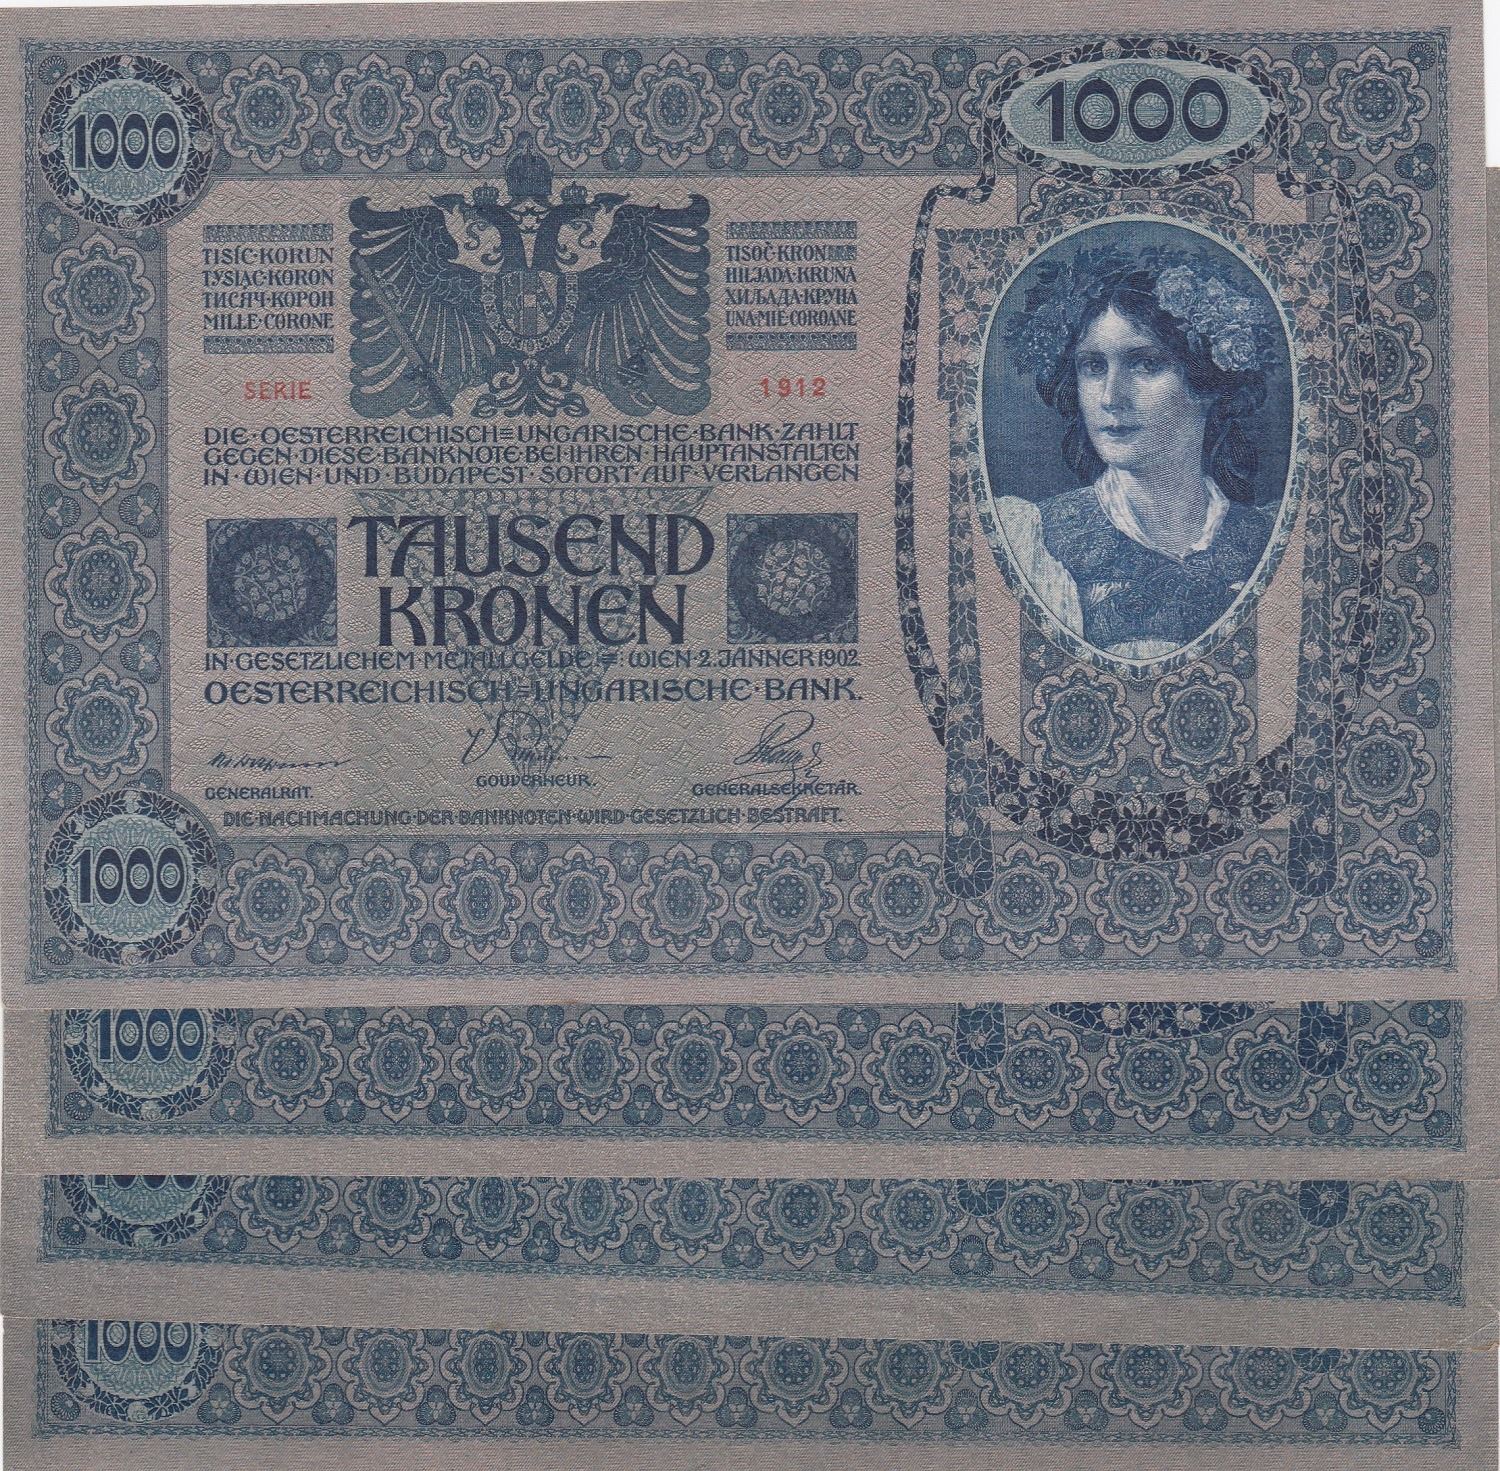 1000
1000
TISÍC·KORUN
TYSIĄC·KORON
ТИСЯЧ·КОРОН
MILLE·CORONE
TISOČ·KRON
HILJADA·KRUNA
ХИЉАДА·КРУНА
UNA·MIE·COROANE
SERIE
1912
DIE·OESTERREICHISCH=UNGARISCHE·BANK·ZAHLT
GEGEN·DIESE·BANKNOTE·BEI·IHREN·HAUPTANSTALTEN
IN·WIEN·UND·BUDAPEST·SOFORT·AUF·VERLANGEN
TAUSEND
KRONEN
IN·GESETZLICHEM·METALLGELDE·=:WIEN·2.JÄNNER 1902.
OESTERREICHISCH=UNGARISCHE·BANK.
GENERALRAT.
GOUVERNEUR.
GENERALSEKRETÄR.
DIE·NACHMACHUNG·DER·BANKNOTEN·WIRD·GESETZLICH·BESTRAFT.
1000
1000
1000
1000